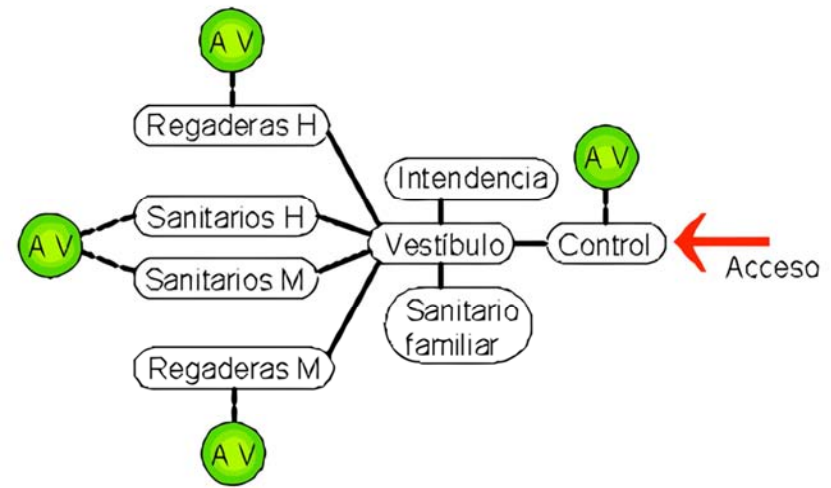 A V
Regaderas H
A V
Intendencia
Sanitarios H
A V
Vestíbulo
Control
Acceso
Sanitarios M
Sanitario
familiar
Regaderas M
A V